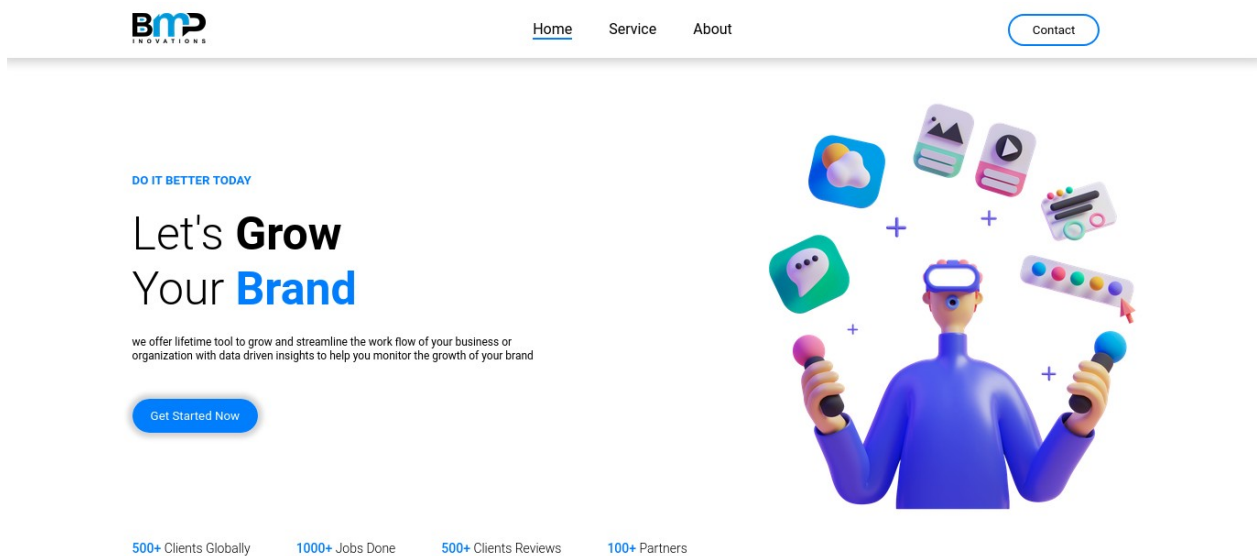 BMP
INOVATIONS
Home Service About
Contact
DO IT BETTER TODAY
Let's Grow
Your Brand
we offer lifetime tool to grow and streamline the work flow of your business or
organization with data driven insights to help you monitor the growth of your brand
Get Started Now
500+ Clients Globally 1000+ Jobs Done 500+ Clients Reviews 100+ Partners